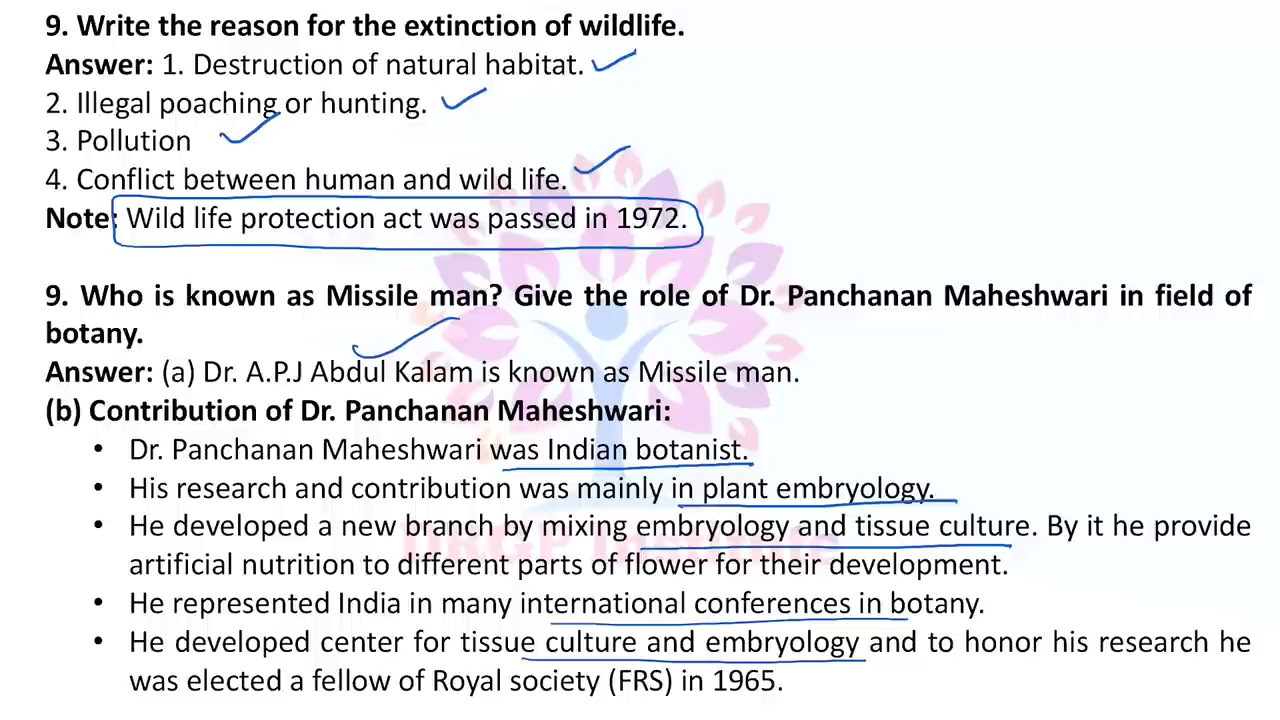 9. Write the reason for the extinction of wildlife.
Answer: 1. Destruction of natural habitat.
2. Illegal poaching or hunting.
3. Pollution
4. Conflict between human and wild life.
Note: Wild life protection act was passed in 1972.
9. Who is known as Missile man? Give the role of Dr. Panchanan Maheshwari in field of
botany.
Answer: (a) Dr. A.P.J Abdul Kalam is known as Missile man.
(b) Contribution of Dr. Panchanan Maheshwari:
• Dr. Panchanan Maheshwari was Indian botanist.
• His research and contribution was mainly in plant embryology.
• He developed a new branch by mixing embryology and tissue culture. By it he provide
artificial nutrition to different parts of flower for their development.
• He represented India in many international conferences in botany.
• He developed center for tissue culture and embryology and to honor his research he
was elected a fellow of Royal society (FRS) in 1965.